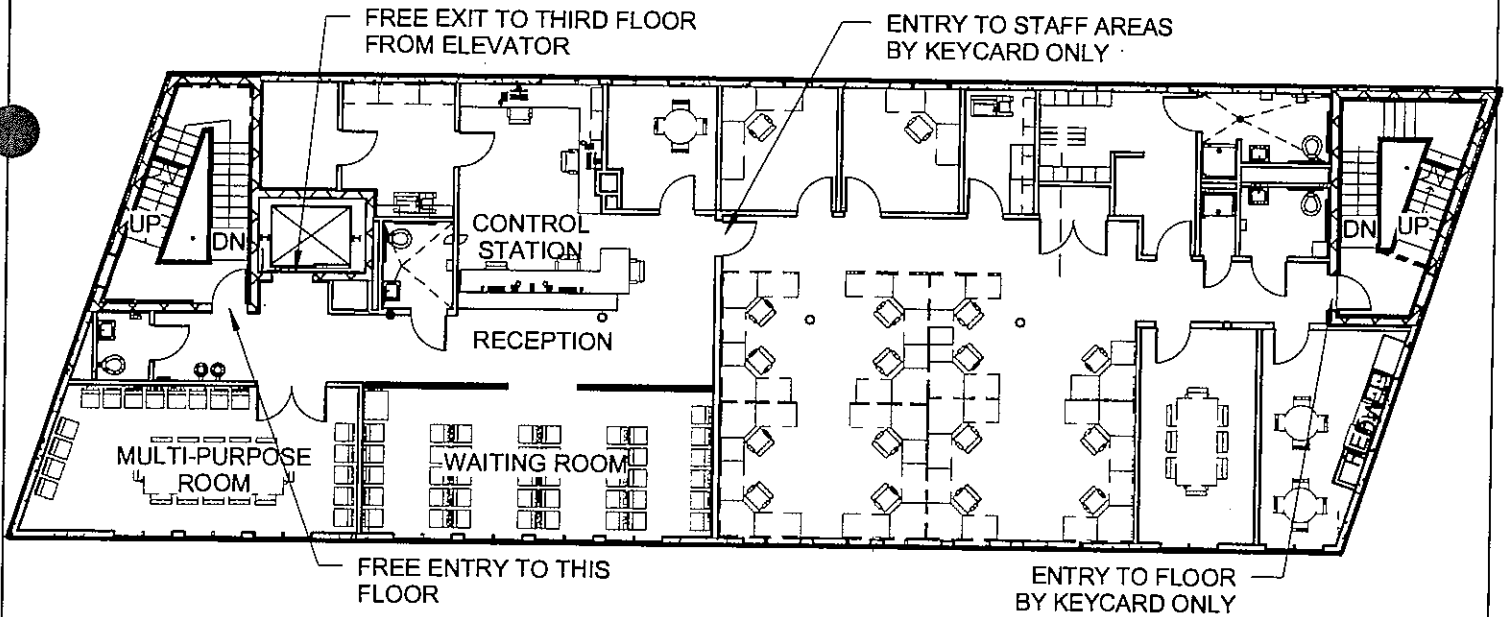 FREE EXIT TO THIRD FLOOR
FROM ELEVATOR
ENTRY TO STAFF AREAS
BY KEYCARD ONLY
UP
DN
CONTROL
STATION
DN
UP
RECEPTION
MULTI-PURPOSE
ROOM
WAITING ROOM
FREE ENTRY TO THIS
FLOOR
ENTRY TO FLOOR
BY KEYCARD ONLY